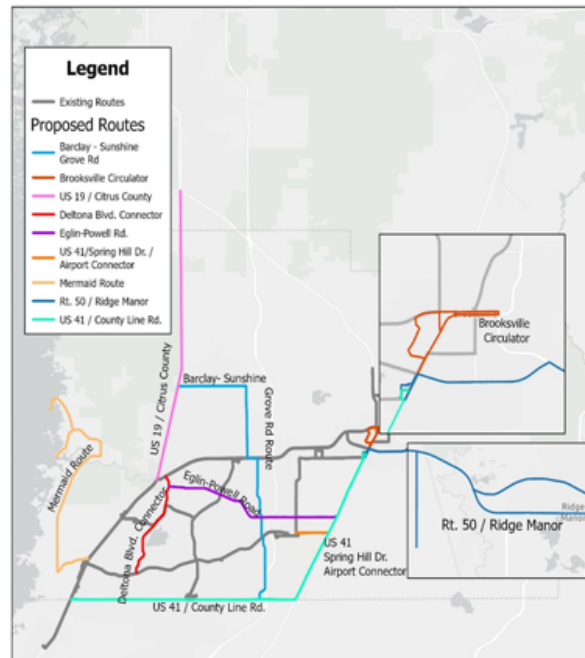 Legend
Existing Routes
Proposed Routes
Barclay - Sunshine
Grove Rd
Brooksville Circulator
US 19 / Citrus County
Deltona Blvd. Connector
Eglin-Powell Rd.
US 41/Spring Hill Dr. /
Airport Connector
Mermaid Route
Rt. 50 / Ridge Manor
US 41 / County Line Rd.
Brooksville
Circulator
US 19 / Citrus County
Barclay- Sunshine
Grove Rd Route
Mermaid Route
Eglin-Powell Road
Deltona Blvd. Connector
Ridge
Manor
Rt. 50 / Ridge Manor
US 41
Spring Hill Dr.
Airport Connector
US 41 / County Line Rd.